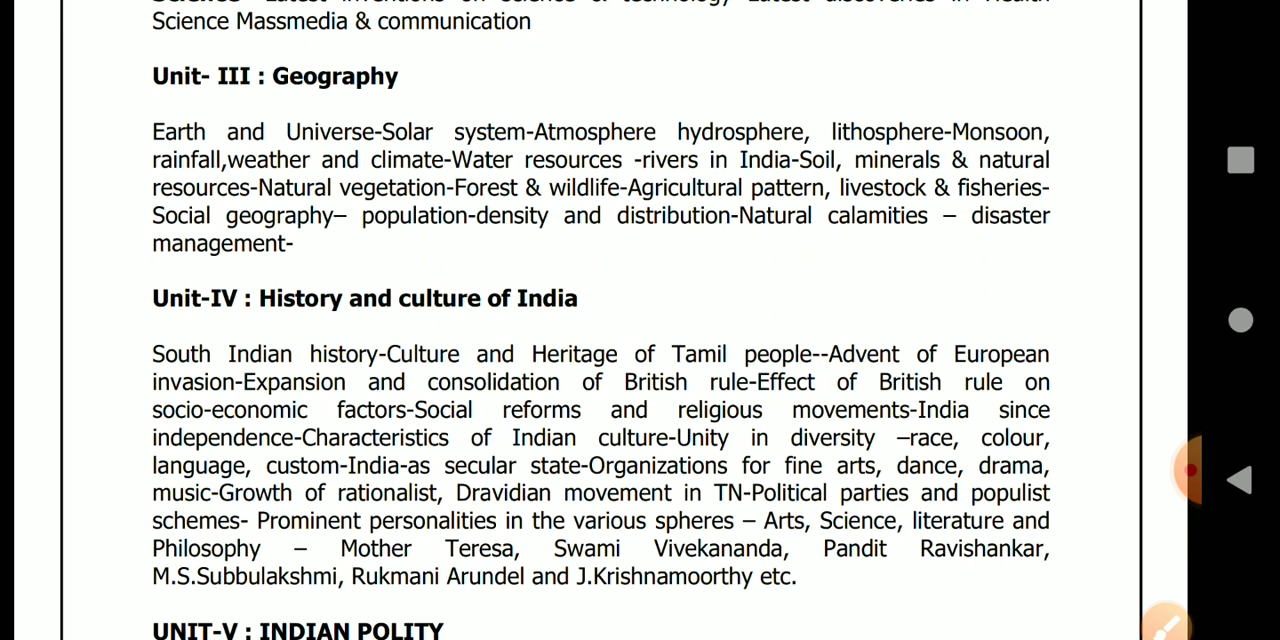 Science Massmedia & communication
Unit- III : Geography
Earth and Universe-Solar system-Atmosphere hydrosphere, lithosphere-Monsoon,
rainfall,weather and climate-Water resources -rivers in India-Soil, minerals & natural
resources-Natural vegetation-Forest & wildlife-Agricultural pattern, livestock & fisheries-
Social geography– population-density and distribution-Natural calamities – disaster
management-
Unit-IV : History and culture of India
South Indian history-Culture and Heritage of Tamil people--Advent of European
invasion-Expansion and consolidation of British rule-Effect of British rule on
socio-economic factors-Social reforms and religious movements-India since
independence-Characteristics of Indian culture-Unity in diversity –race, colour,
language, custom-India-as secular state-Organizations for fine arts, dance, drama,
music-Growth of rationalist, Dravidian movement in TN-Political parties and populist
schemes- Prominent personalities in the various spheres – Arts, Science, literature and
Philosophy – Mother Teresa, Swami Vivekananda, Pandit Ravishankar,
M.S.Subbulakshmi, Rukmani Arundel and J.Krishnamoorthy etc.
UNIT-V : INDIAN POLITY